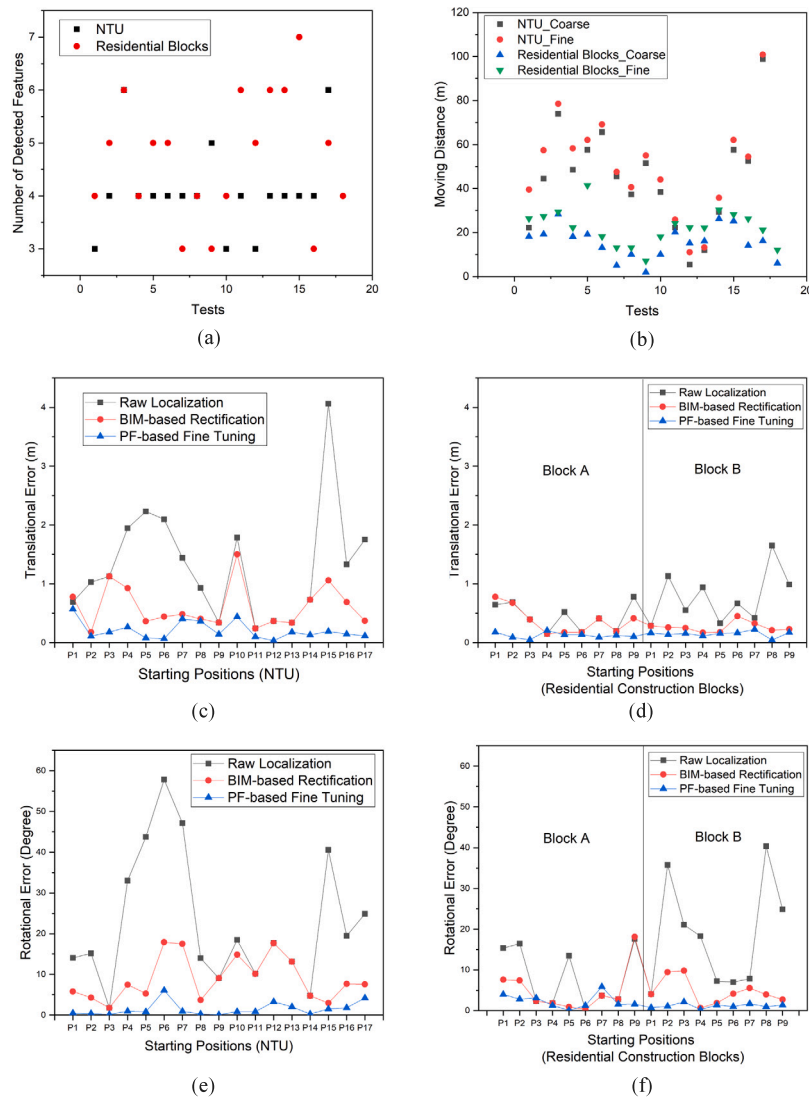 NTU
Residential Blocks
Number of Detected Features
7
6
5
4
3
0
5
10
15
20
Tests
(a)
NTU_Coarse
NTU_Fine
Residential Blocks_Coarse
Residential Blocks_Fine
Moving Distance (m)
120
100
80
60
40
20
0
0
5
10
15
20
Tests
(b)
Raw Localization
BIM-based Rectification
PF-based Fine Tuning
Translational Error (m)
4
3
2
1
0
P1 P2 P3 P4 P5 P6 P7 P8 P9 P10 P11 P12 P13 P14 P15 P16 P17
Starting Positions (NTU)
(c)
Raw Localization
BIM-based Rectification
PF-based Fine Tuning
Block A
Block B
Translational Error (m)
4
3
2
1
0
P1 P2 P3 P4 P5 P6 P7 P8 P9 P1 P2 P3 P4 P5 P6 P7 P8 P9
Starting Positions
(Residential Construction Blocks)
(d)
Raw Localization
BIM-based Rectification
PF-based Fine Tuning
Rotational Error (Degree)
60
50
40
30
20
10
0
P1 P2 P3 P4 P5 P6 P7 P8 P9 P10 P11 P12 P13 P14 P15 P16 P17
Starting Positions (NTU)
(e)
Raw Localization
BIM-based Rectification
PF-based Fine Tuning
Block A
Block B
Rotational Error (Degree)
60
50
40
30
20
10
0
P1 P2 P3 P4 P5 P6 P7 P8 P9 P1 P2 P3 P4 P5 P6 P7 P8 P9
Starting Positions
(Residential Construction Blocks)
(f)